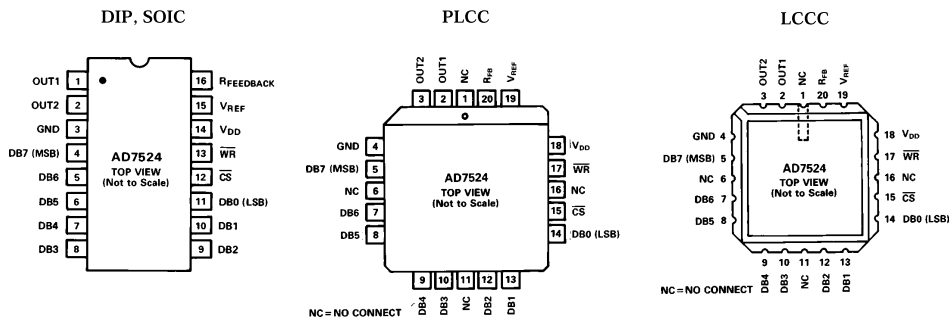 DIP, SOIC
OUT1 1
OUT2 2
GND 3
DB7 (MSB) 4
DB6 5
DB5 6
DB4 7
DB3 8
16 RFEEDBACK
15 VREF
14 VDD
13 WR
12 CS
11 DB0 (LSB)
10 DB1
9 DB2
AD7524
TOP VIEW
(Not to Scale)
PLCC
OUT2 OUT1 NC RFB VREF
3 2 1 20 19
GND 4
DB7 (MSB) 5
NC 6
DB6 7
DB5 8
18 VDD
17 WR
16 NC
15 CS
14 DB0 (LSB)
AD7524
TOP VIEW
(Not to Scale)
9 10 11 12 13
DB4 DB3 NC DB2 DB1
NC = NO CONNECT
LCCC
OUT2 OUT1 NC RFB VREF
3 2 1 20 19
GND 4
DB7 (MSB) 5
NC 6
DB6 7
DB5 8
18 VDD
17 WR
16 NC
15 CS
14 DB0 (LSB)
AD7524
TOP VIEW
(Not to Scale)
9 10 11 12 13
DB4 DB3 NC DB2 DB1
NC = NO CONNECT